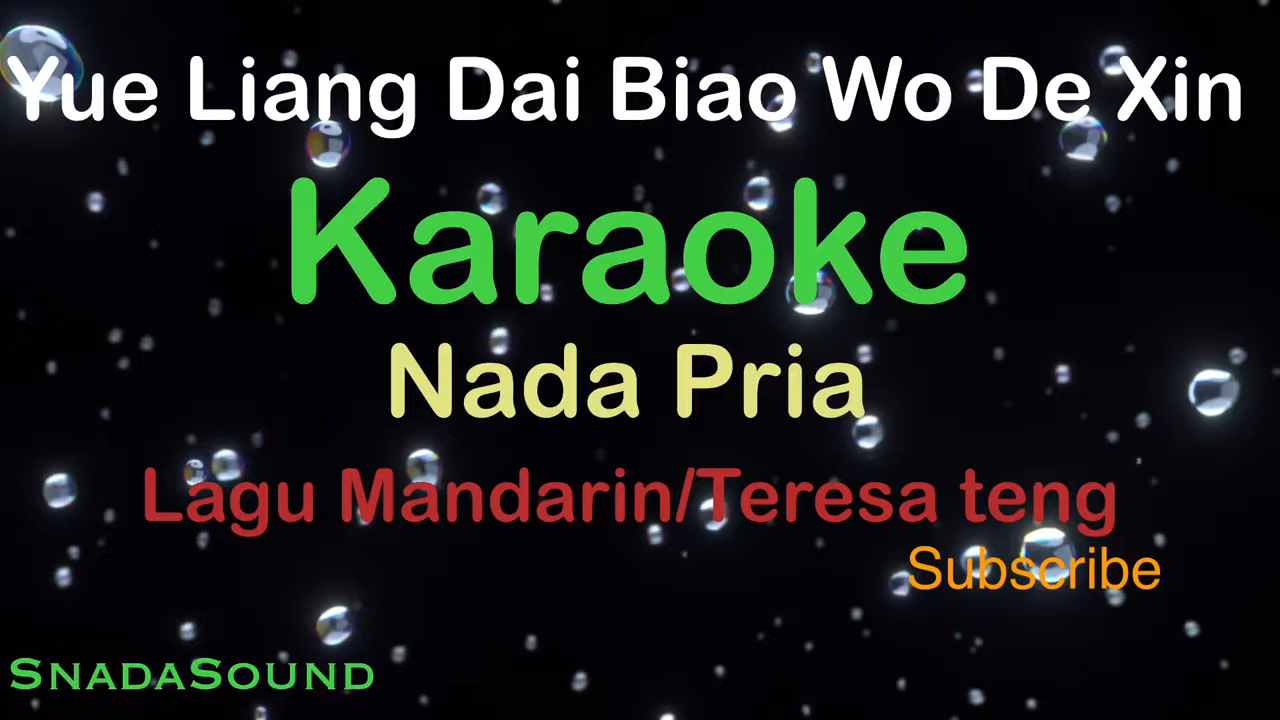 Yue Liang Dai Biao Wo De Xin
Karaoke
Nada Pria
Lagu Mandarin/Teresa teng
Subscribe
SnadaSound